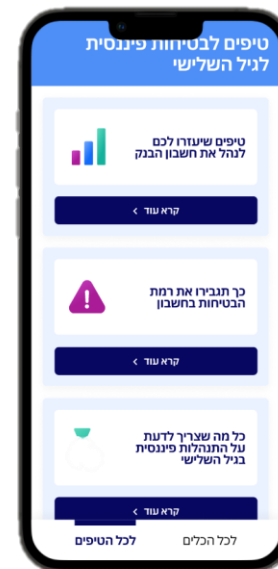 טיפים לבטיחות פיננסית
לגיל השלישי
טיפים שיעזרו לכם
לנהל את חשבון הבנק
קרא עוד >
כך תגבירו את רמת
הבטיחות בחשבון
קרא עוד >
כל מה שצריך לדעת
על התנהלות פיננסית
בגיל השלישי
קרא עוד >
לכל הכלים
לכל הטיפים